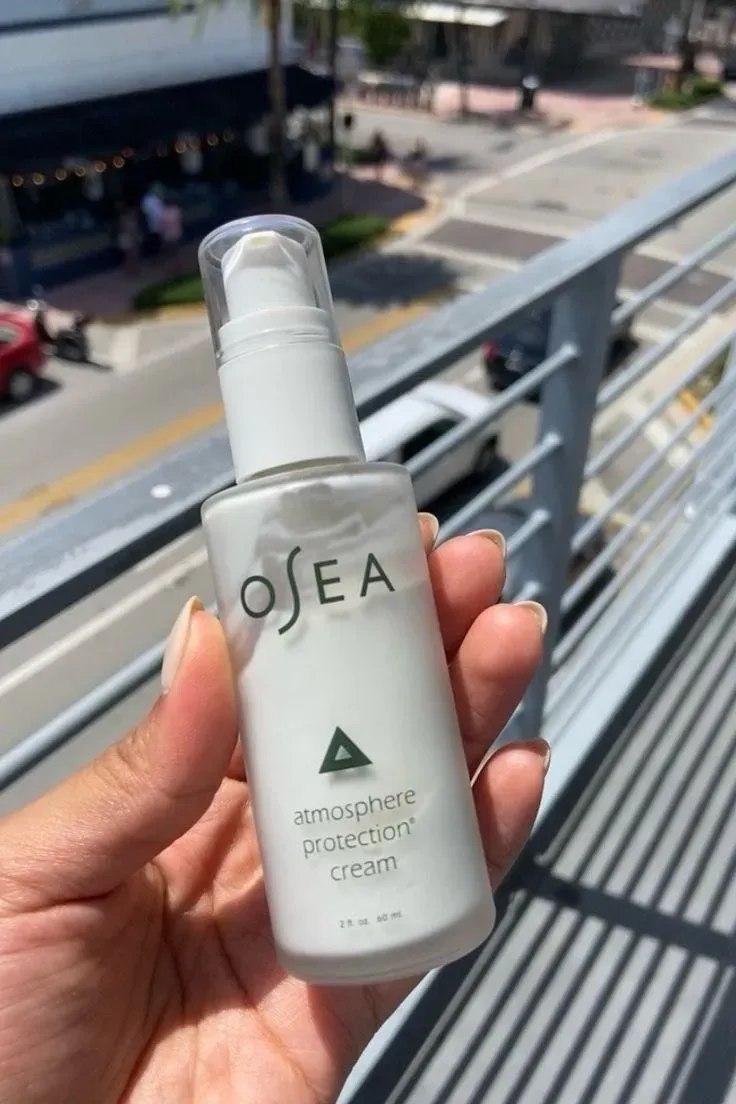 OSEA
atmosphere
protection®
cream
2 fl. oz. 60 ml